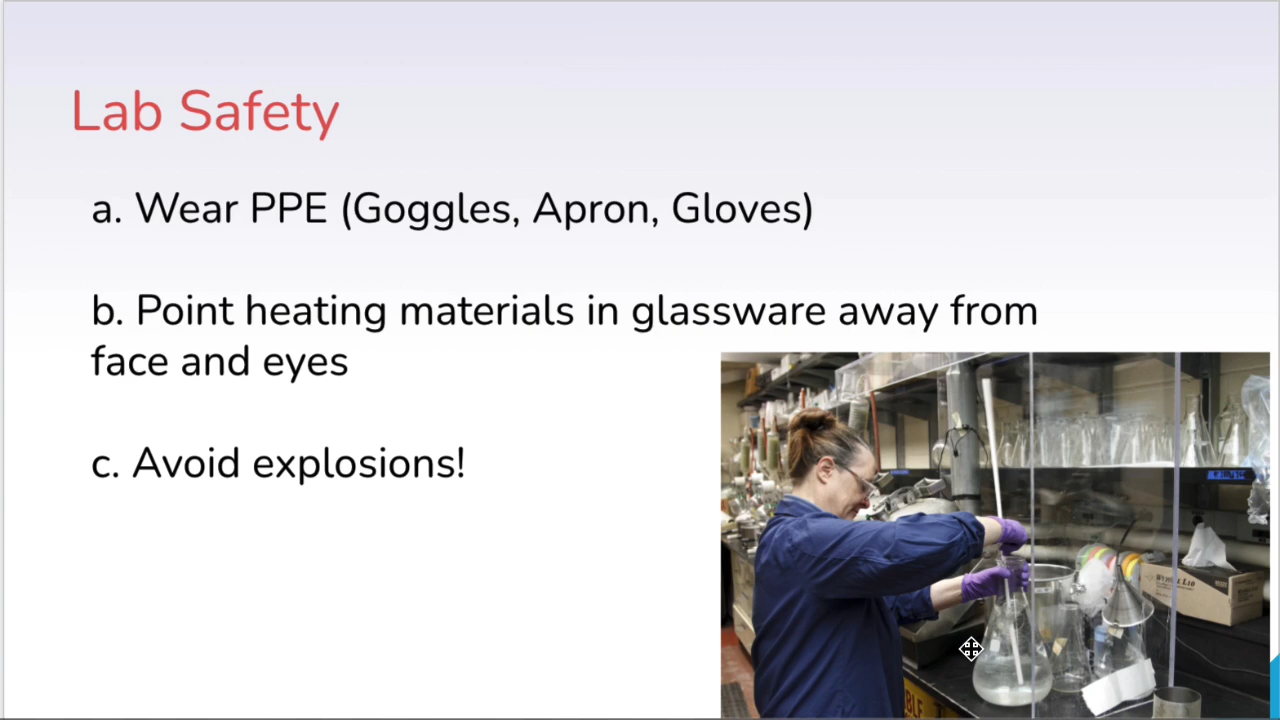 Lab Safety
a. Wear PPE (Goggles, Apron, Gloves)
b. Point heating materials in glassware away from
face and eyes
c. Avoid explosions!